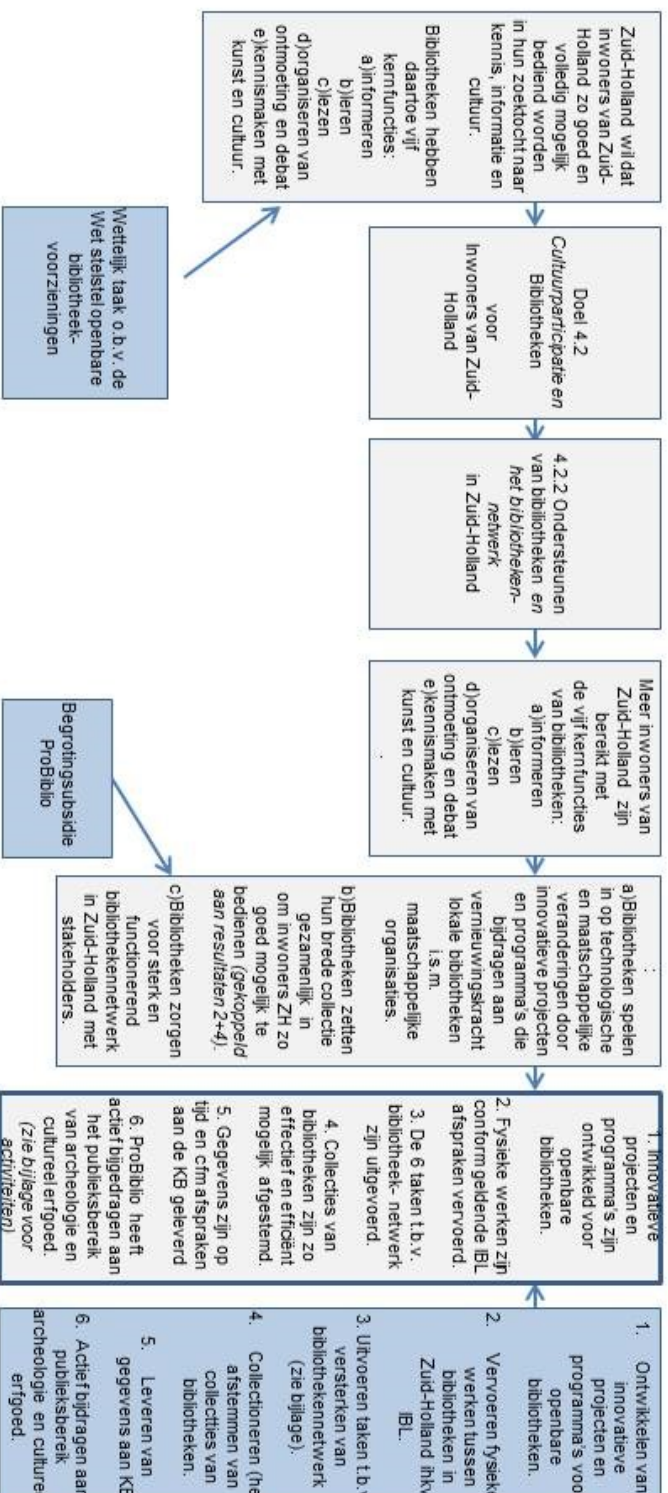 Zuid-Holland wil dat
inwoners van Zuid-
Holland zo goed en
volledig mogelijk
bediend worden
in hun zoektocht naar
kennis, informatie en
cultuur.
Bibliotheken hebben
daartoe vijf
kernfuncties:
a)informeren
b)leren
c)lezen
d)organiseren van
ontmoeting en debat
e)kennismaken met
kunst en cultuur.
Wettelijk taak o.b.v. de
Wet stelstel openbare
bibliotheek-
voorzieningen
Doel 4.2
Cultuurparticipatie en
Bibliotheken
voor
Inwoners van Zuid-
Holland
4.2.2 Ondersteunen
van bibliotheken en
het bibliotheken-
netwerk
in Zuid-Holland
Meer inwoners van
Zuid-Holland zijn
bereikt met
de vijf kernfuncties
van bibliotheken:
a)informeren
b)leren
c)lezen
d)organiseren van
ontmoeting en debat
e)kennismaken met
kunst en cultuur.
.
Begrotingsubsidie
ProBiblio
:
a)Bibliotheken spelen
in op technologische
en maatschappelijke
veranderingen door
innovatieve projecten
en programma's die
bijdragen aan
vernieuwingskracht
lokale bibliotheken
i.s.m.
maatschappelijke
organisaties.
b)Bibliotheken zetten
hun brede collectie
gezamenlijk in
om inwoners ZH zo
goed mogelijk te
bedienen (gekoppeld
aan resultaten 2+4).
c)Bibliotheken zorgen
voor sterk en
functionerend
bibliothekennetwerk
in Zuid-Holland met
stakeholders.
1. Innovatieve
projecten en
programma's zijn
ontwikkeld voor
openbare
bibliotheken.
2. Fysieke werken zijn
conform geldende IBL
afspraken vervoerd.
3. De 6 taken t.b.v.
bibliotheek- netwerk
zijn uitgevoerd.
4. Collecties van
bibliotheken zijn zo
effectief en efficiënt
mogelijk afgestemd.
5. Gegevens zijn op
tijd en cfm afspraken
aan de KB geleverd
6. ProBiblio heeft
actief bijgedragen aan
het publieksbereik
van archeologie en
cultureel erfgoed.
(zie bijlage voor
activiteiten)
1. Ontwikkelen van
innovatieve
projecten en
programma's voo
openbare
bibliotheken.
2. Vervoeren fysieke
werken tussen
bibliotheken in
Zuid-Holland ihkv
IBL.
3. Uitvoeren taken t.b.v
versterken van
bibliothekennetwerk
(zie bijlage).
4. Collectioneren (he
afstemmen van
collectties van
bibliotheken.
5. Leveren van
gegevens aan KB
6. Actief bijdragen aan
publieksbereik
archeologie en culture
erfgoed.